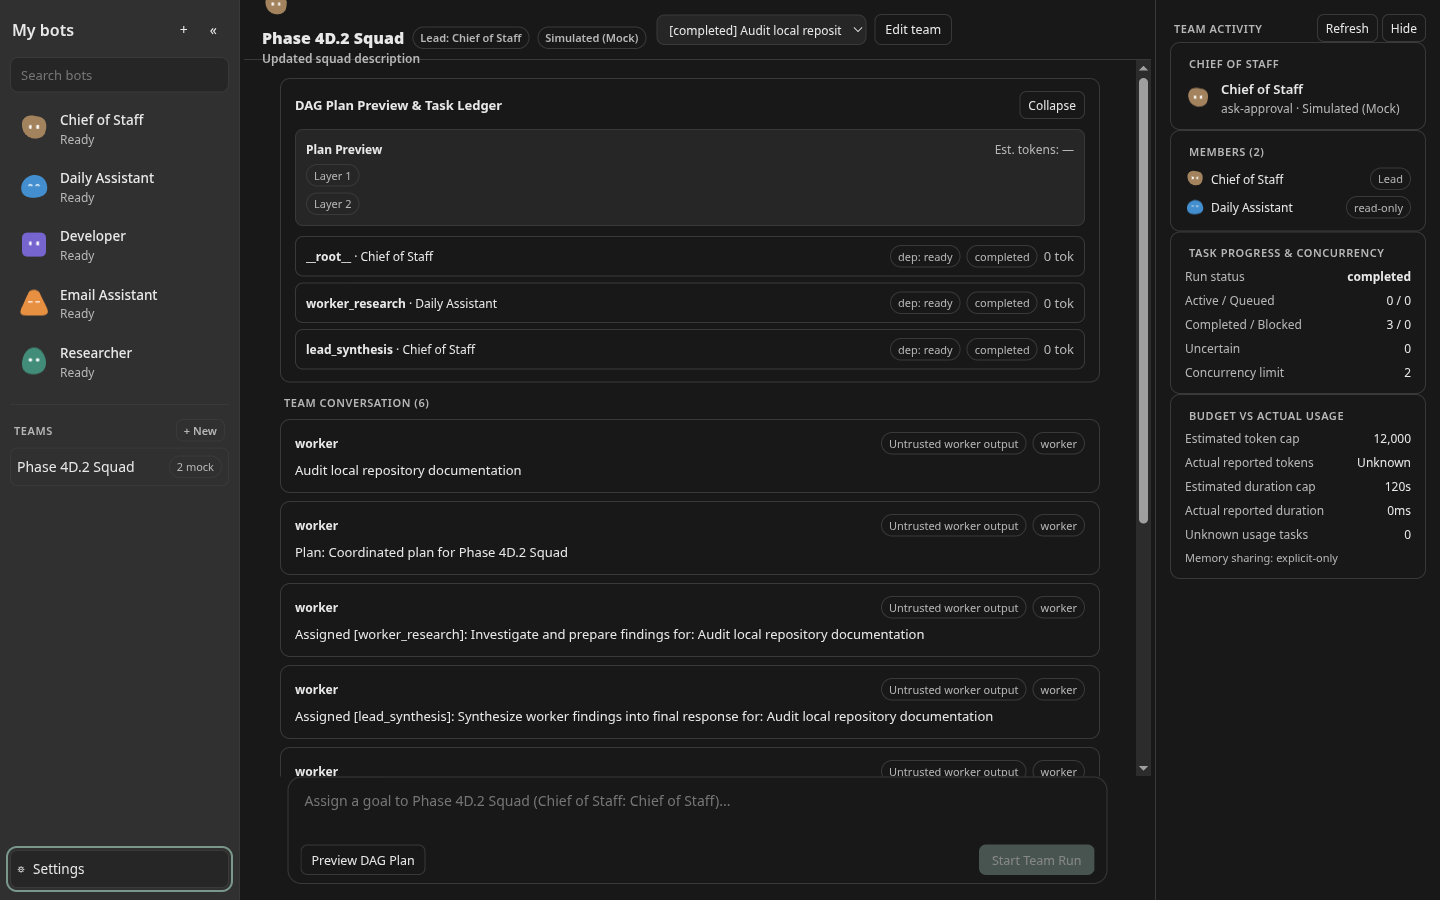 My bots
+
«
Search bots
Chief of Staff
Ready
Daily Assistant
Ready
Developer
Ready
Email Assistant
Ready
Researcher
Ready
TEAMS
+ New
Phase 4D.2 Squad
2 mock
Settings
Phase 4D.2 Squad
Lead: Chief of Staff
Simulated (Mock)
[completed] Audit local reposit
Edit team
Updated squad description
DAG Plan Preview & Task Ledger
Collapse
Plan Preview
Est. tokens: —
Layer 1
Layer 2
__root__ · Chief of Staff
dep: ready
completed
0 tok
worker_research · Daily Assistant
dep: ready
completed
0 tok
lead_synthesis · Chief of Staff
dep: ready
completed
0 tok
TEAM CONVERSATION (6)
worker
Untrusted worker output
worker
Audit local repository documentation
worker
Untrusted worker output
worker
Plan: Coordinated plan for Phase 4D.2 Squad
worker
Untrusted worker output
worker
Assigned [worker_research]: Investigate and prepare findings for: Audit local repository documentation
worker
Untrusted worker output
worker
Assigned [lead_synthesis]: Synthesize worker findings into final response for: Audit local repository documentation
worker
Untrusted worker output
worker
Assign a goal to Phase 4D.2 Squad (Chief of Staff: Chief of Staff)...
Preview DAG Plan
Start Team Run
TEAM ACTIVITY
Refresh
Hide
CHIEF OF STAFF
Chief of Staff
ask-approval · Simulated (Mock)
MEMBERS (2)
Chief of Staff
Lead
Daily Assistant
read-only
TASK PROGRESS & CONCURRENCY
Run status
completed
Active / Queued
0 / 0
Completed / Blocked
3 / 0
Uncertain
0
Concurrency limit
2
BUDGET VS ACTUAL USAGE
Estimated token cap
12,000
Actual reported tokens
Unknown
Estimated duration cap
120s
Actual reported duration
0ms
Unknown usage tasks
0
Memory sharing: explicit-only